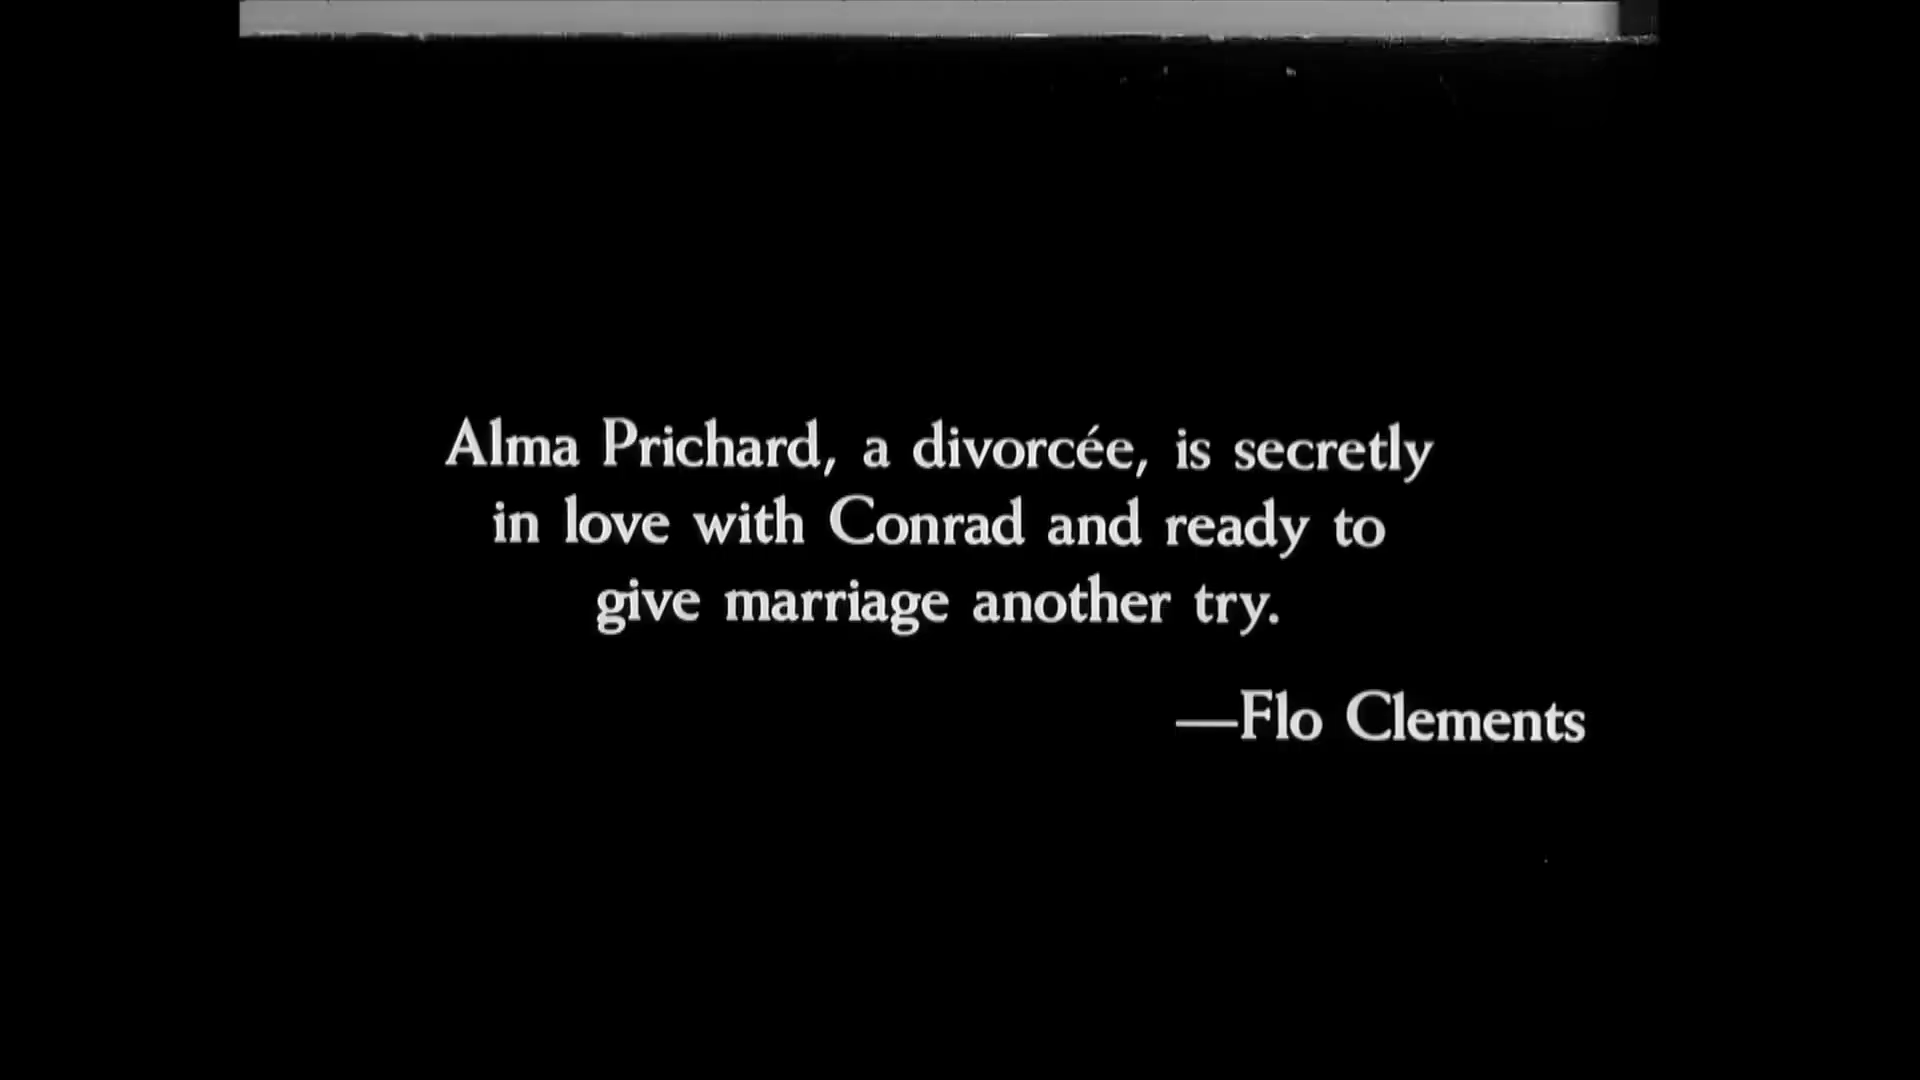 Alma Prichard, a divorcée, is secretly
in love with Conrad and ready to
give marriage another try.
—Flo Clements